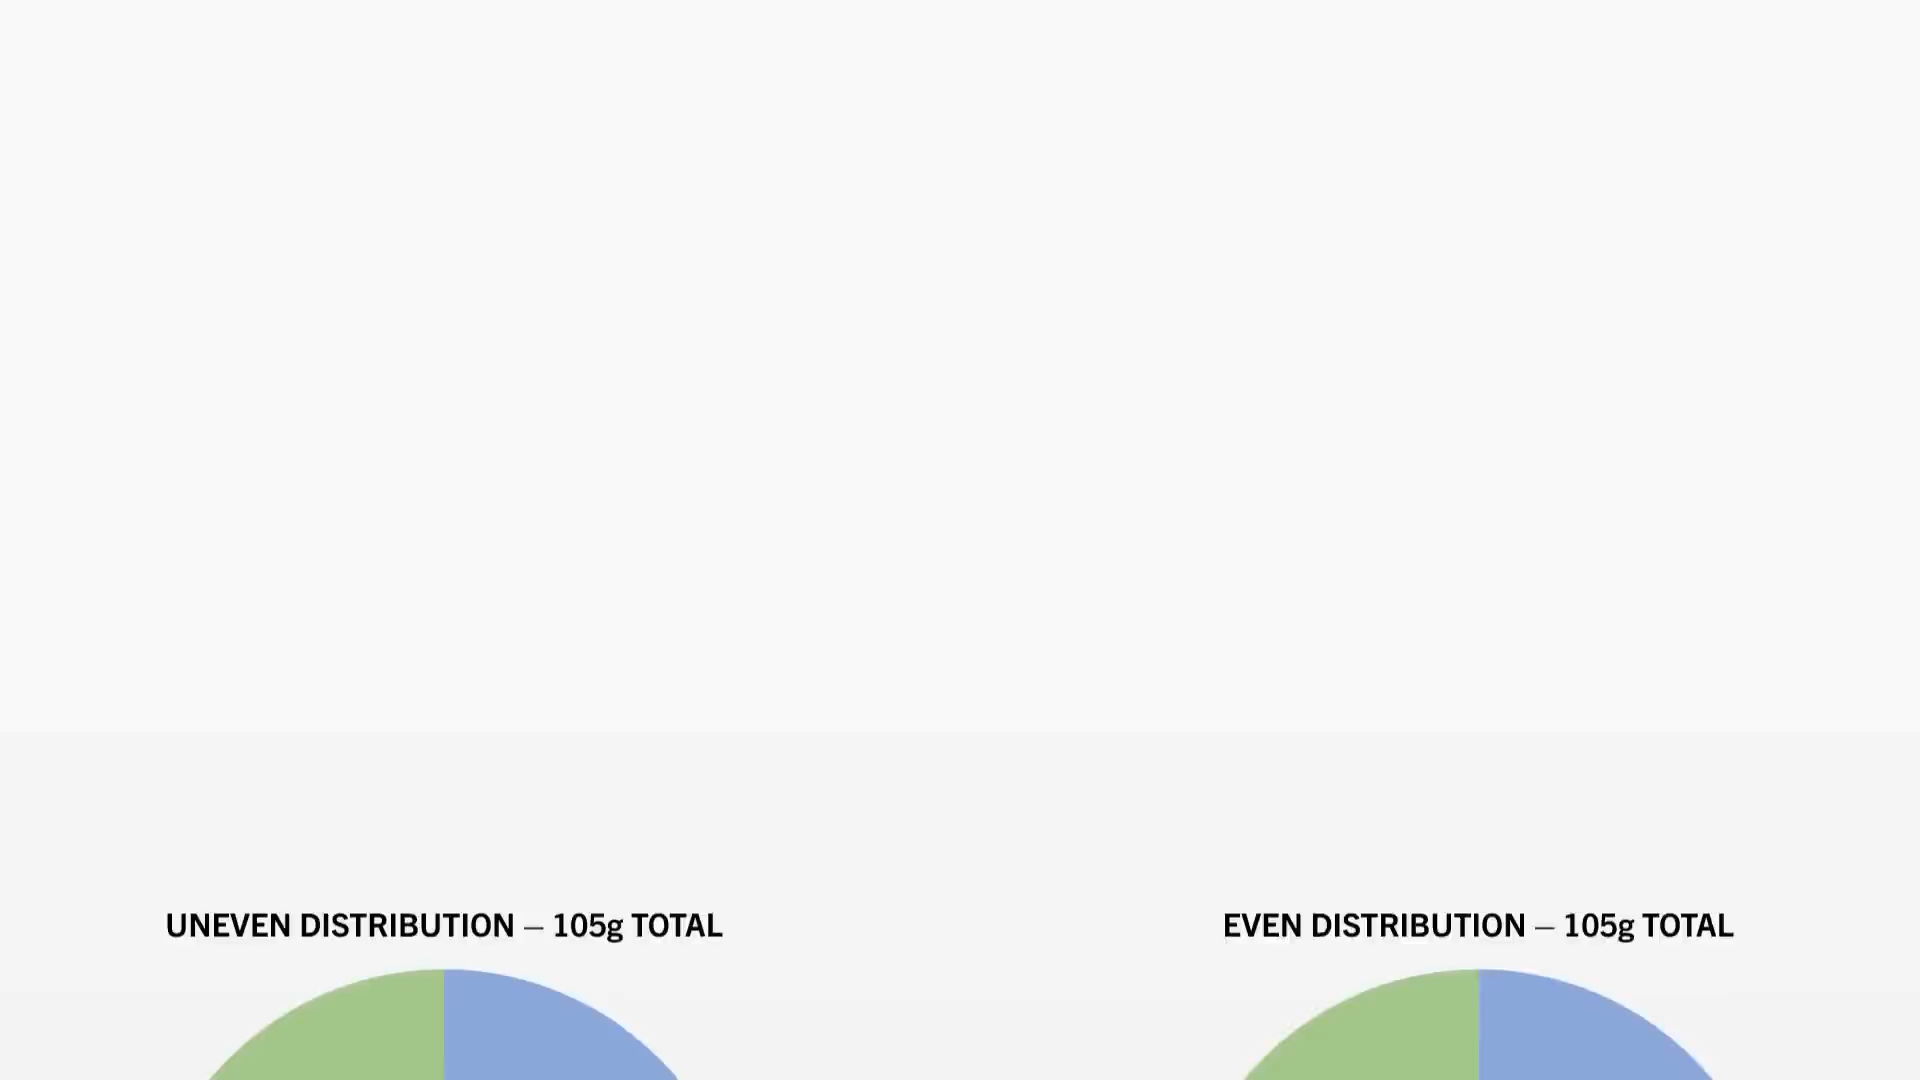 UNEVEN DISTRIBUTION – 105g TOTAL
EVEN DISTRIBUTION – 105g TOTAL